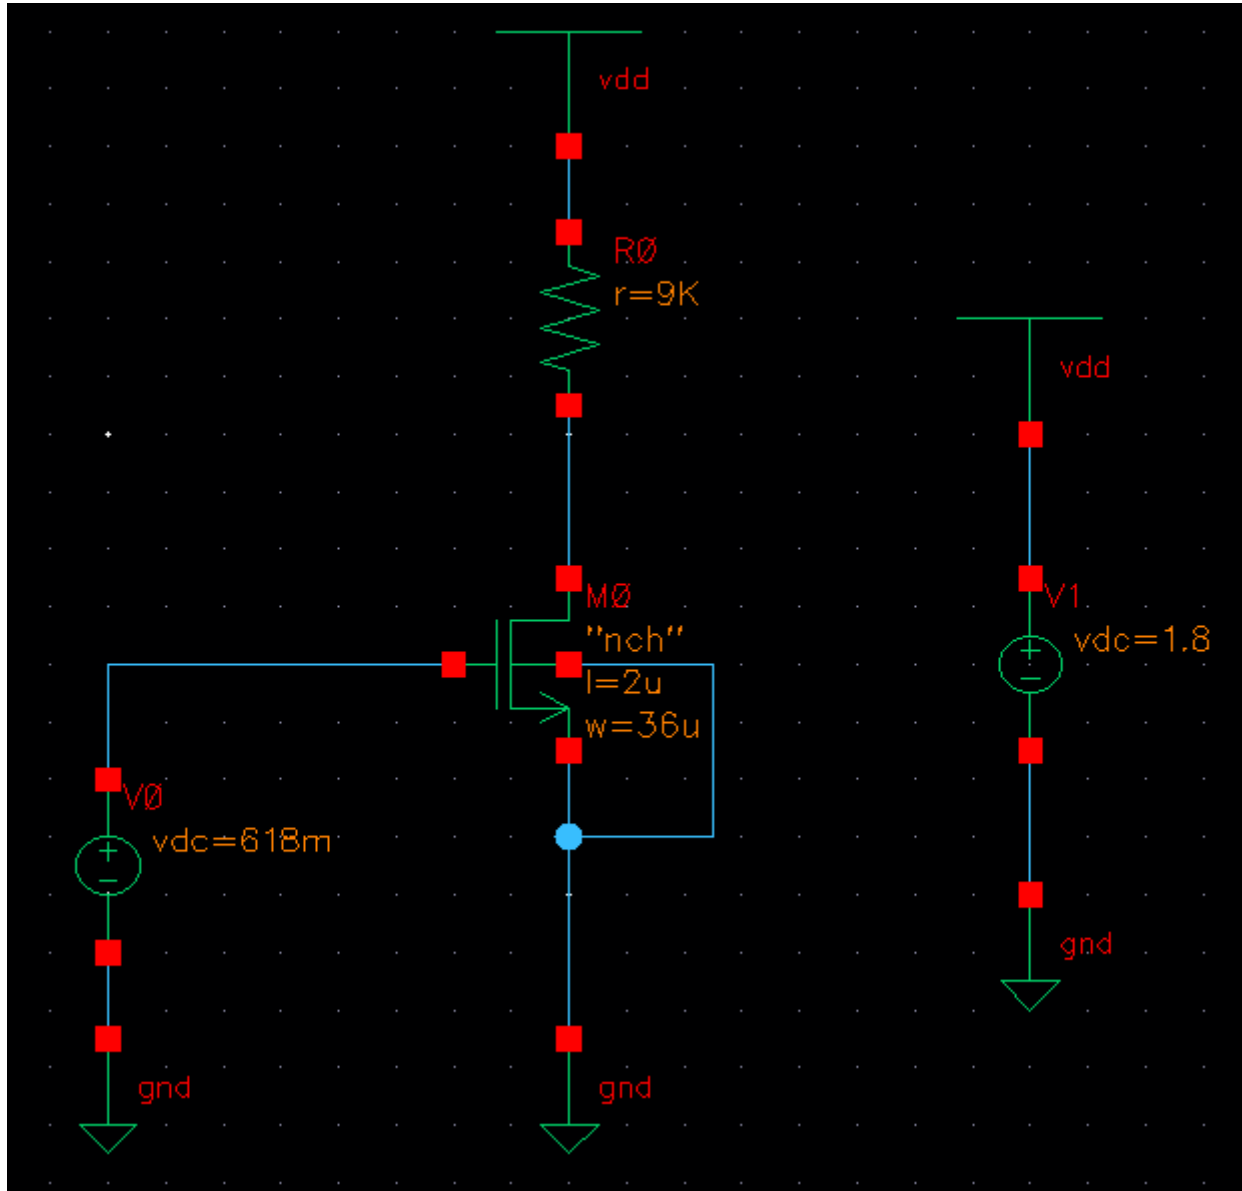 vdd
R0
r=9K
vdd
M0
"nch"
l=2u
w=36u
V1
vdc=1.8
V0
vdc=618m
gnd
gnd
gnd